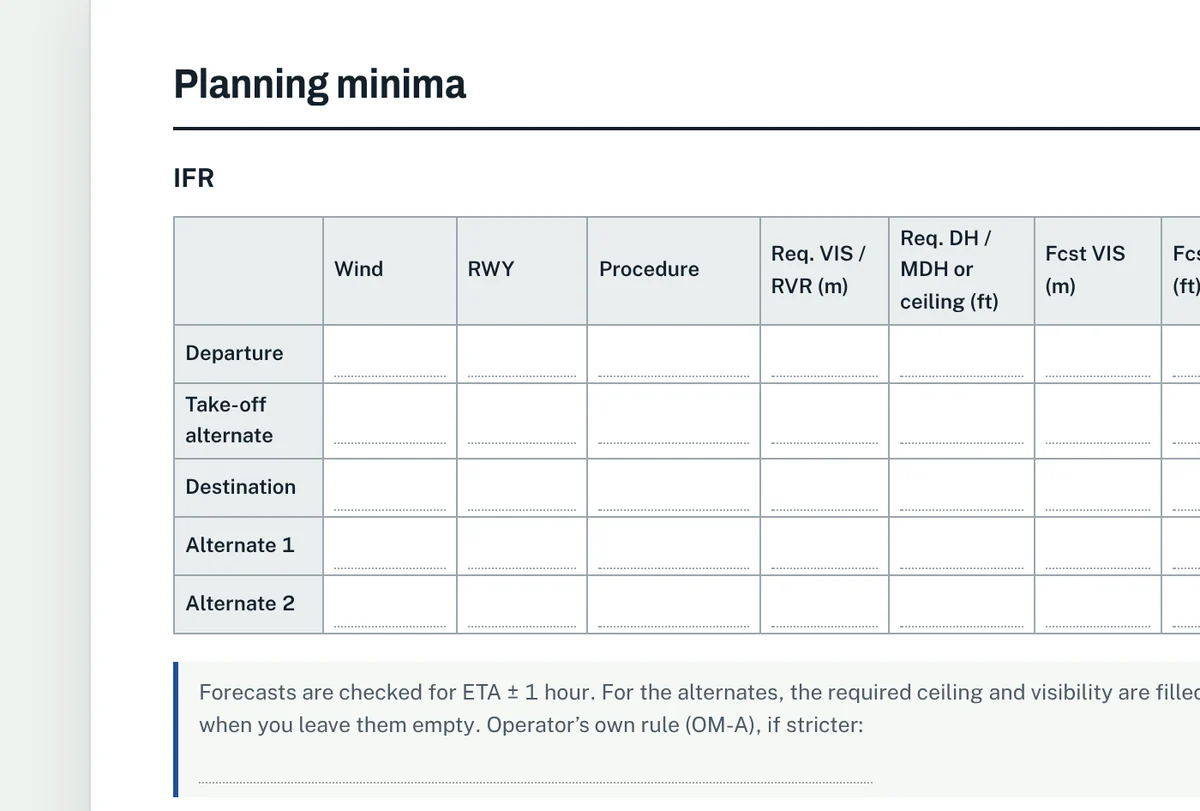 Planning minima
IFR
Wind
RWY
Procedure
Req. VIS /
RVR (m)
Req. DH /
MDH or
ceiling (ft)
Fcst VIS
(m)
(ft)
Departure
Take-off
alternate
Destination
Alternate 1
Alternate 2
Forecasts are checked for ETA ± 1 hour. For the alternates, the required ceiling and visibility are
when you leave them empty. Operator’s own rule (OM-A), if stricter: